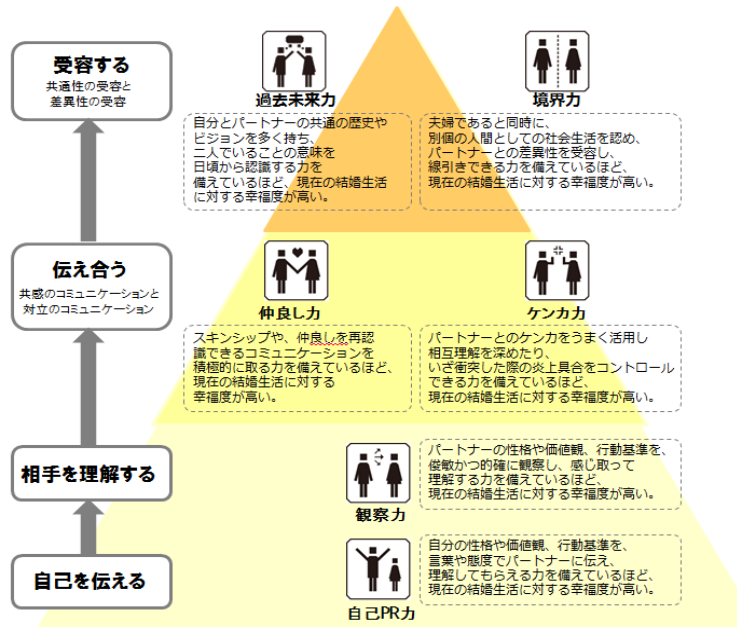 受容する
共通性の受容と
差異性の受容
過去未来力
自分とパートナーの共通の歴史や
ビジョンを多く持ち、
二人でいることの意味を
日頃から認識する力を
備えているほど、現在の結婚生活
に対する幸福度が高い。
境界力
夫婦であると同時に、
別個の人間としての社会生活を認め、
パートナーとの差異性を受容し、
線引きできる力を備えているほど、
現在の結婚生活に対する幸福度が高い。
伝え合う
共感のコミュニケーションと
対立のコミュニケーション
仲良し力
スキンシップや、仲良しを再認
識できるコミュニケーションを
積極的に取る力を備えているほど、
現在の結婚生活に対する
幸福度が高い。
ケンカ力
パートナーとのケンカをうまく活用し
相互理解を深めたり、
いざ衝突した際の炎上具合をコントロール
できる力を備えているほど、
現在の結婚生活に対する幸福度が高い。
相手を理解する
観察力
パートナーの性格や価値観、行動基準を、
俊敏かつ的確に観察し、感じ取って
理解する力を備えているほど、
現在の結婚生活に対する幸福度が高い。
自己を伝える
自己PR力
自分の性格や価値観、行動基準を、
言葉や態度でパートナーに伝え、
理解してもらえる力を備えているほど、
現在の結婚生活に対する幸福度が高い。